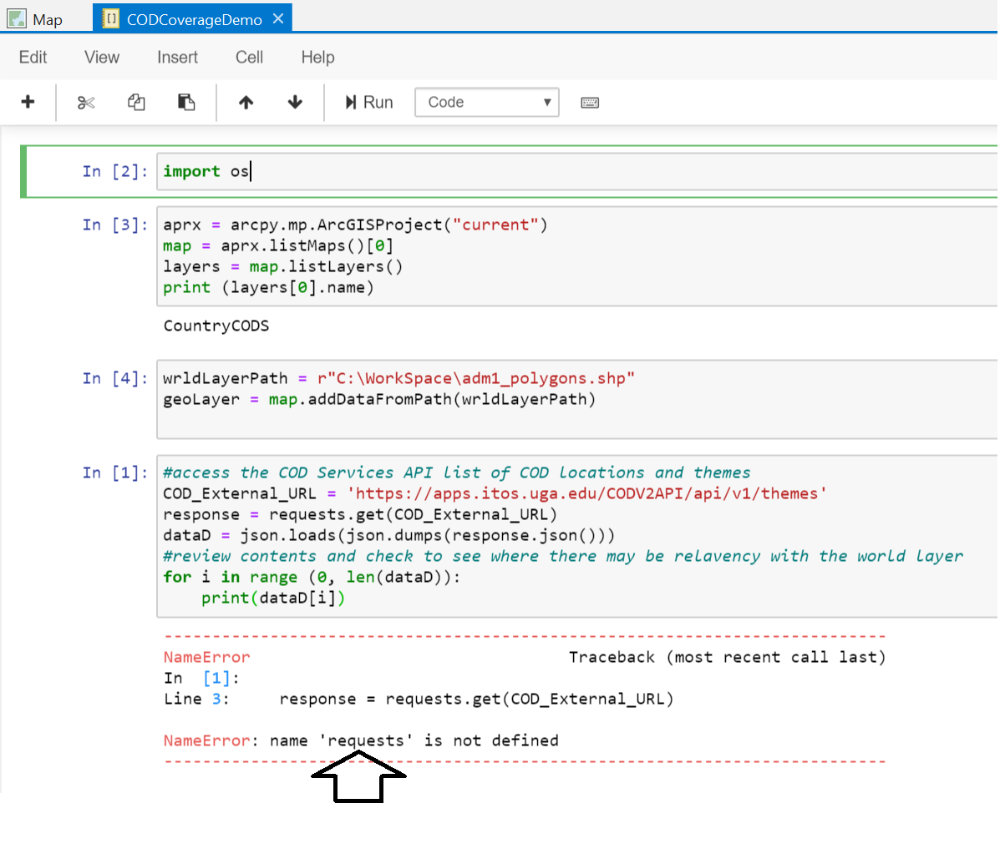 Map
CODCoverageDemo
Edit View Insert Cell Help
Run Code
In [2]: import os
In [3]: aprx = arcpy.mp.ArcGISProject("current")
map = aprx.listMaps()[0]
layers = map.listLayers()
print (layers[0].name)
CountryCODS
In [4]: wrldLayerPath = r"C:\WorkSpace\adm1_polygons.shp"
geoLayer = map.addDataFromPath(wrldLayerPath)
In [1]: #access the COD Services API list of COD locations and themes
COD_External_URL = 'https://apps.itos.uga.edu/CODV2API/api/v1/themes'
response = requests.get(COD_External_URL)
dataD = json.loads(json.dumps(response.json()))
#review contents and check to see where there may be relavency with the world layer
for i in range (0, len(dataD)):
    print(dataD[i])
---------------------------------------------------------------------------
NameError Traceback (most recent call last)
In [1]:
Line 3: response = requests.get(COD_External_URL)
NameError: name 'requests' is not defined
---------------------------------------------------------------------------